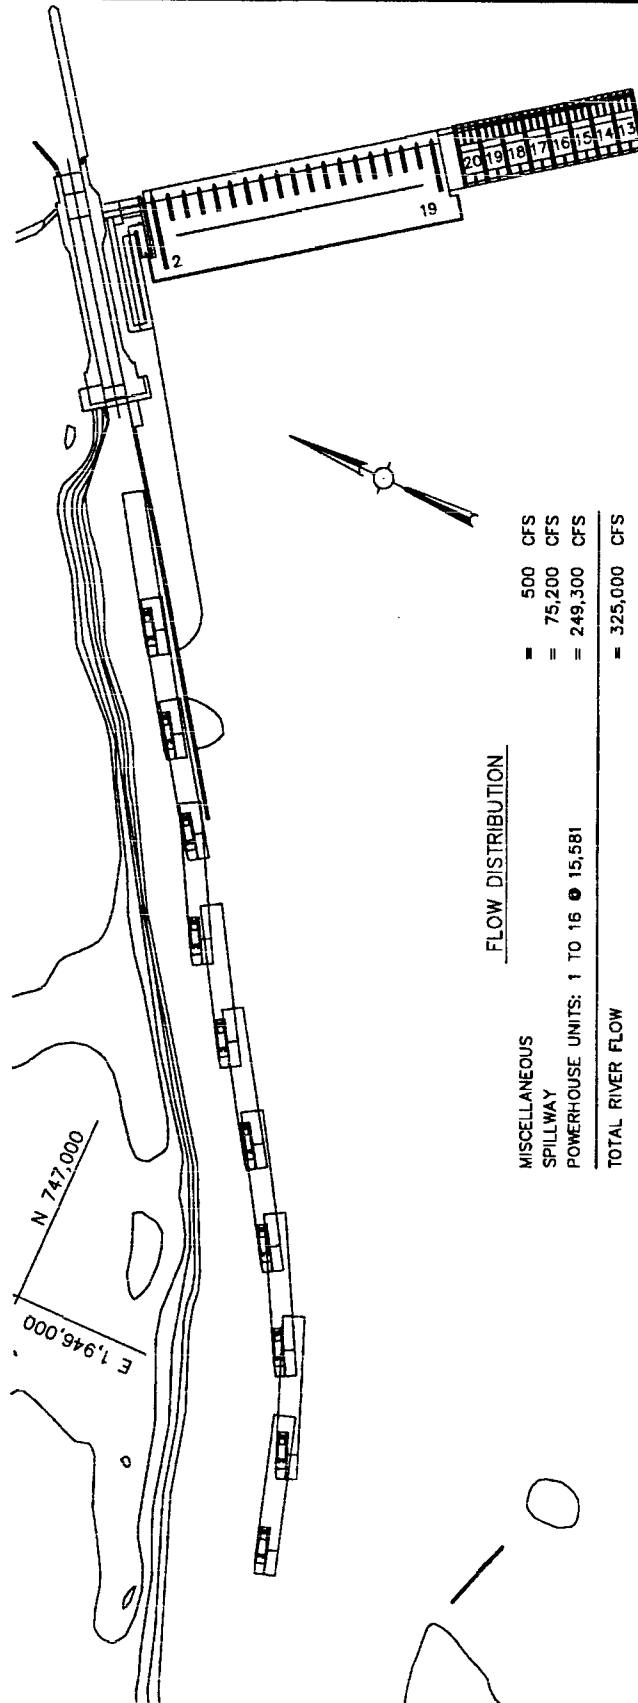 20 19 18 17 16 15 14 13
19
2
N 747,000
E 1,946,000
FLOW DISTRIBUTION
MISCELLANEOUS = 500 CFS
SPILLWAY = 75,200 CFS
POWERHOUSE UNITS: 1 TO 16 @ 15,581 = 249,300 CFS
TOTAL RIVER FLOW = 325,000 CFS